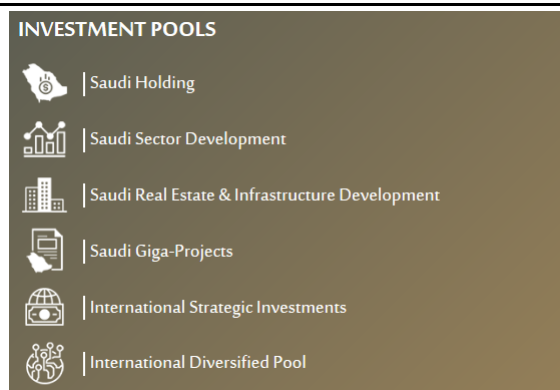 INVESTMENT POOLS
Saudi Holding
Saudi Sector Development
Saudi Real Estate & Infrastructure Development
Saudi Giga-Projects
International Strategic Investments
International Diversified Pool